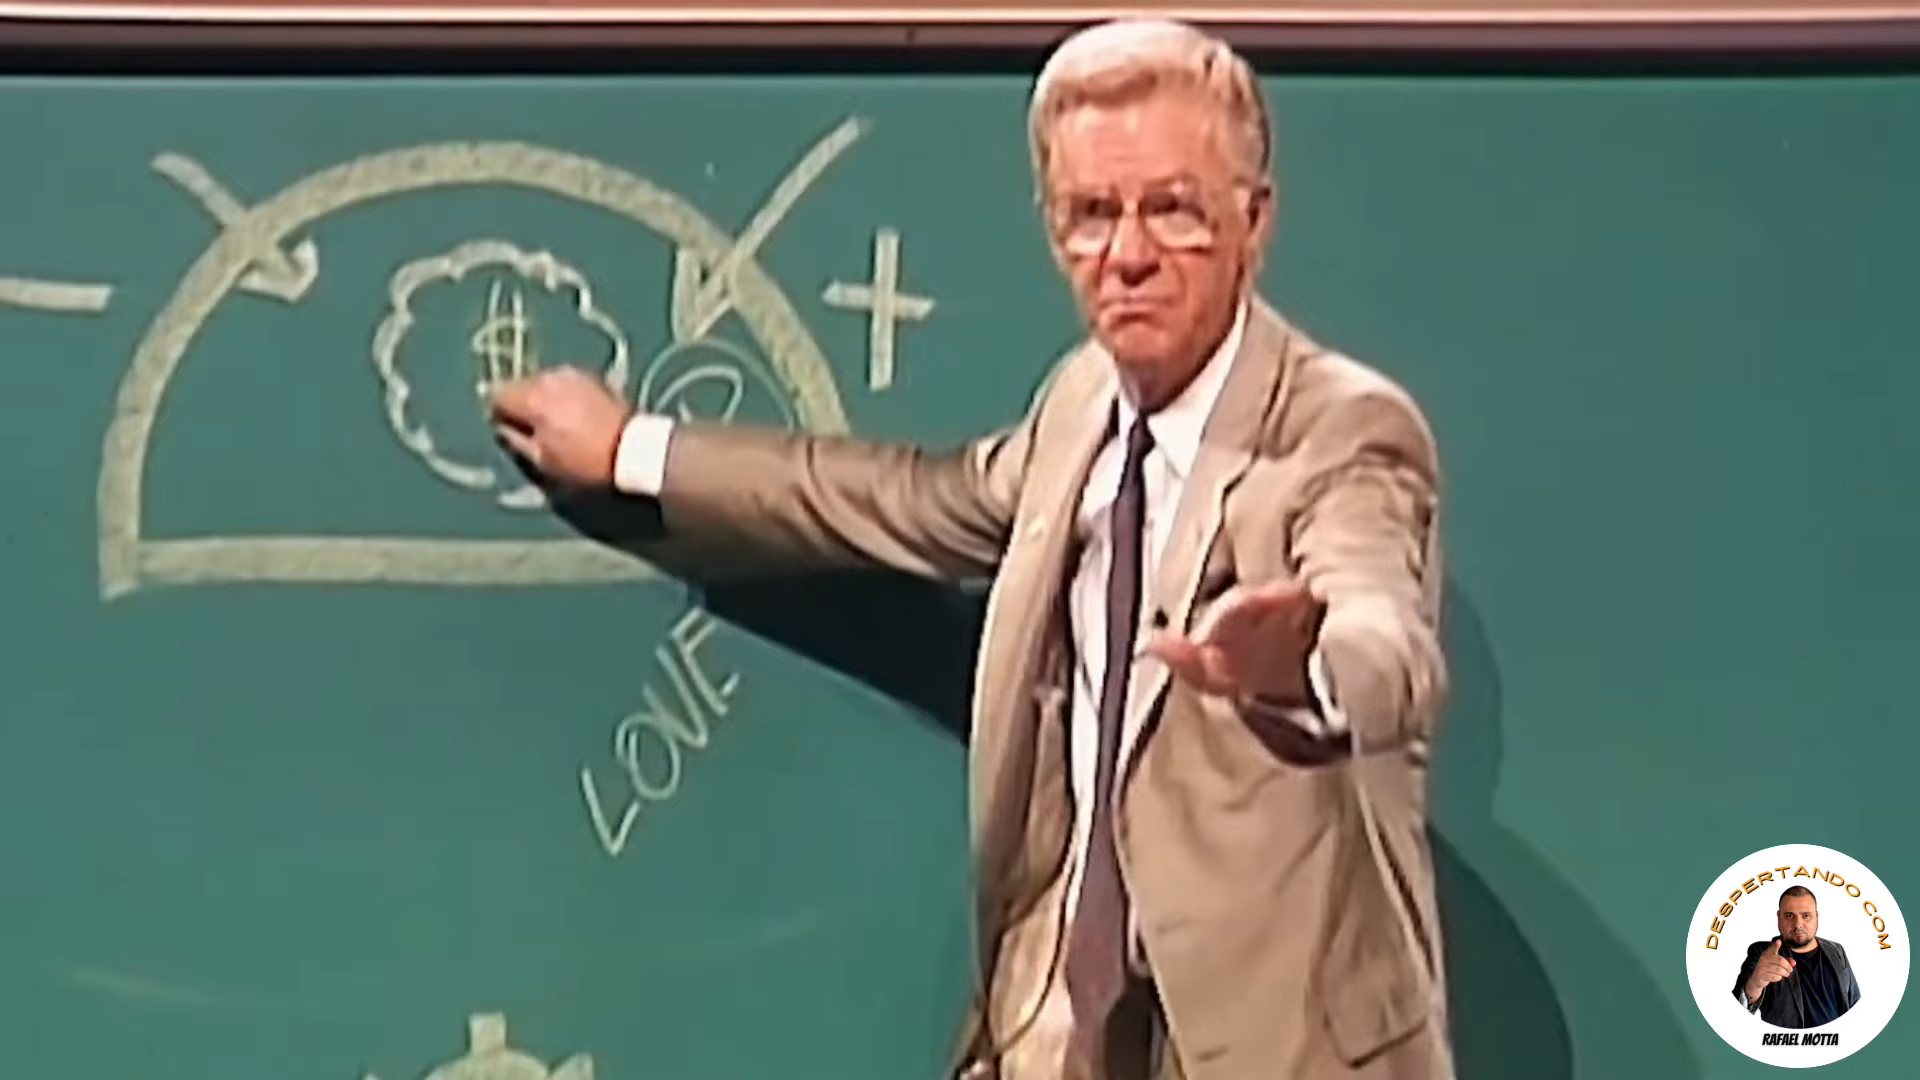 −
+
R
LOVE
DESPERTANDO COM
RAFAEL MOTTA